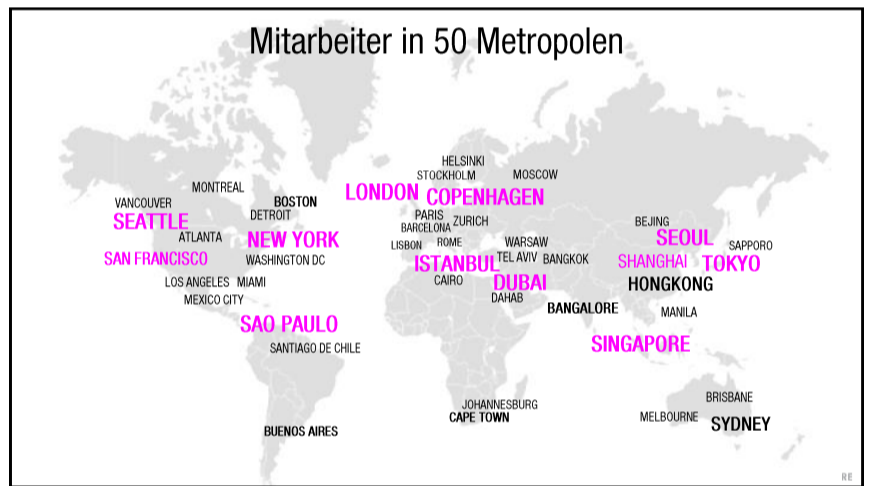 Mitarbeiter in 50 Metropolen
HELSINKI
STOCKHOLM
MOSCOW
MONTREAL
LONDON
COPENHAGEN
VANCOUVER
BOSTON
SEATTLE
DETROIT
PARIS
ZURICH
BARCELONA
BEJING
ATLANTA
NEW YORK
LISBON
ROME
WARSAW
SEOUL
SAPPORO
SAN FRANCISCO
WASHINGTON DC
ISTANBUL
TEL AVIV
BANGKOK
SHANGHAI
TOKYO
LOS ANGELES
MIAMI
CAIRO
DUBAI
HONGKONG
MEXICO CITY
DAHAB
BANGALORE
MANILA
SAO PAULO
SANTIAGO DE CHILE
SINGAPORE
JOHANNESBURG
BRISBANE
CAPE TOWN
MELBOURNE
SYDNEY
BUENOS AIRES
RE